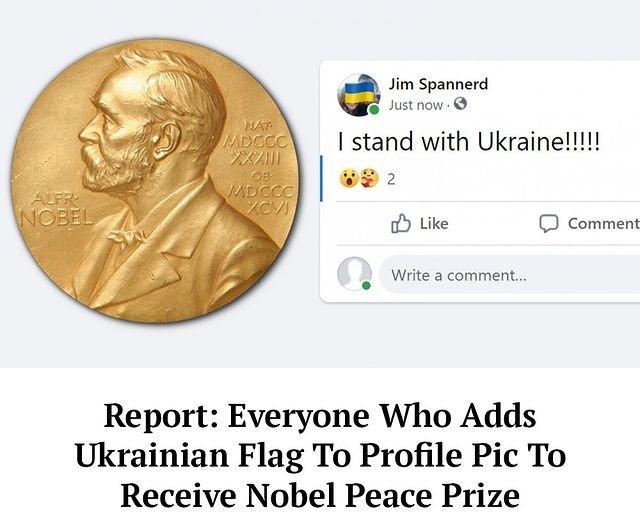 ALFR·
NOBEL
NAT·
MDCCC
XXXIII
OB·
MDCCC
XCVI
Jim Spannerd
Just now ·
I stand with Ukraine!!!!!
2
Like
Comment
Write a comment...
Report: Everyone Who Adds
Ukrainian Flag To Profile Pic To
Receive Nobel Peace Prize